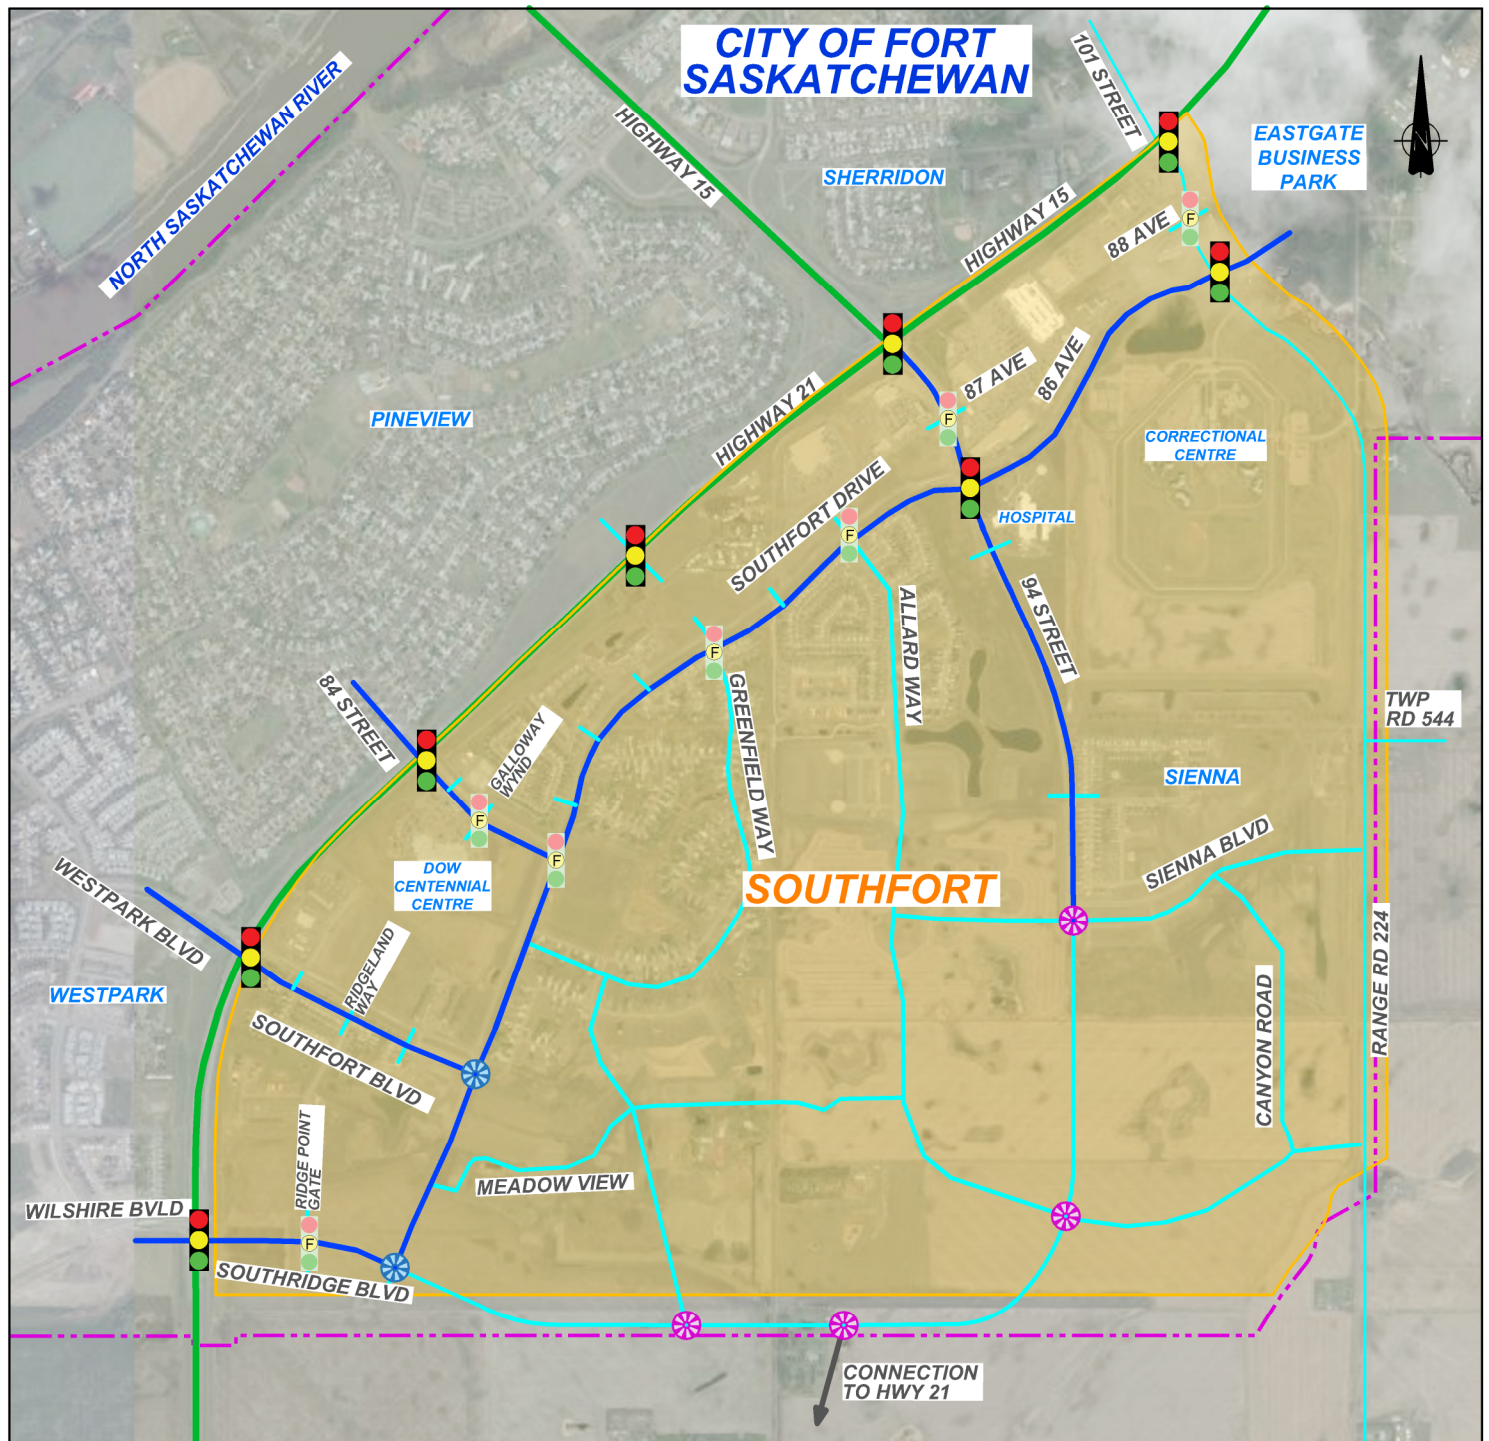 CITY OF FORT
SASKATCHEWAN
101 STREET
EASTGATE
BUSINESS
PARK
NORTH SASKATCHEWAN RIVER
HIGHWAY 15
SHERRIDON
HIGHWAY 15
88 AVE
F
87 AVE
86 AVE
F
PINEVIEW
HIGHWAY 21
CORRECTIONAL
CENTRE
SOUTHFORT DRIVE
F
HOSPITAL
94 STREET
ALLARD WAY
F
GREENFIELD WAY
84 STREET
GALLOWAY
WYND
TWP
RD 544
SIENNA
F
F
DOW
CENTENNIAL
CENTRE
SOUTHFORT
SIENNA BLVD
WESTPARK BLVD
WESTPARK
RIDGELAND
WAY
SOUTHFORT BLVD
CANYON ROAD
RANGE RD 224
RIDGE POINT
GATE
MEADOW VIEW
WILSHIRE BVLD
F
SOUTHRIDGE BLVD
CONNECTION
TO HWY 21